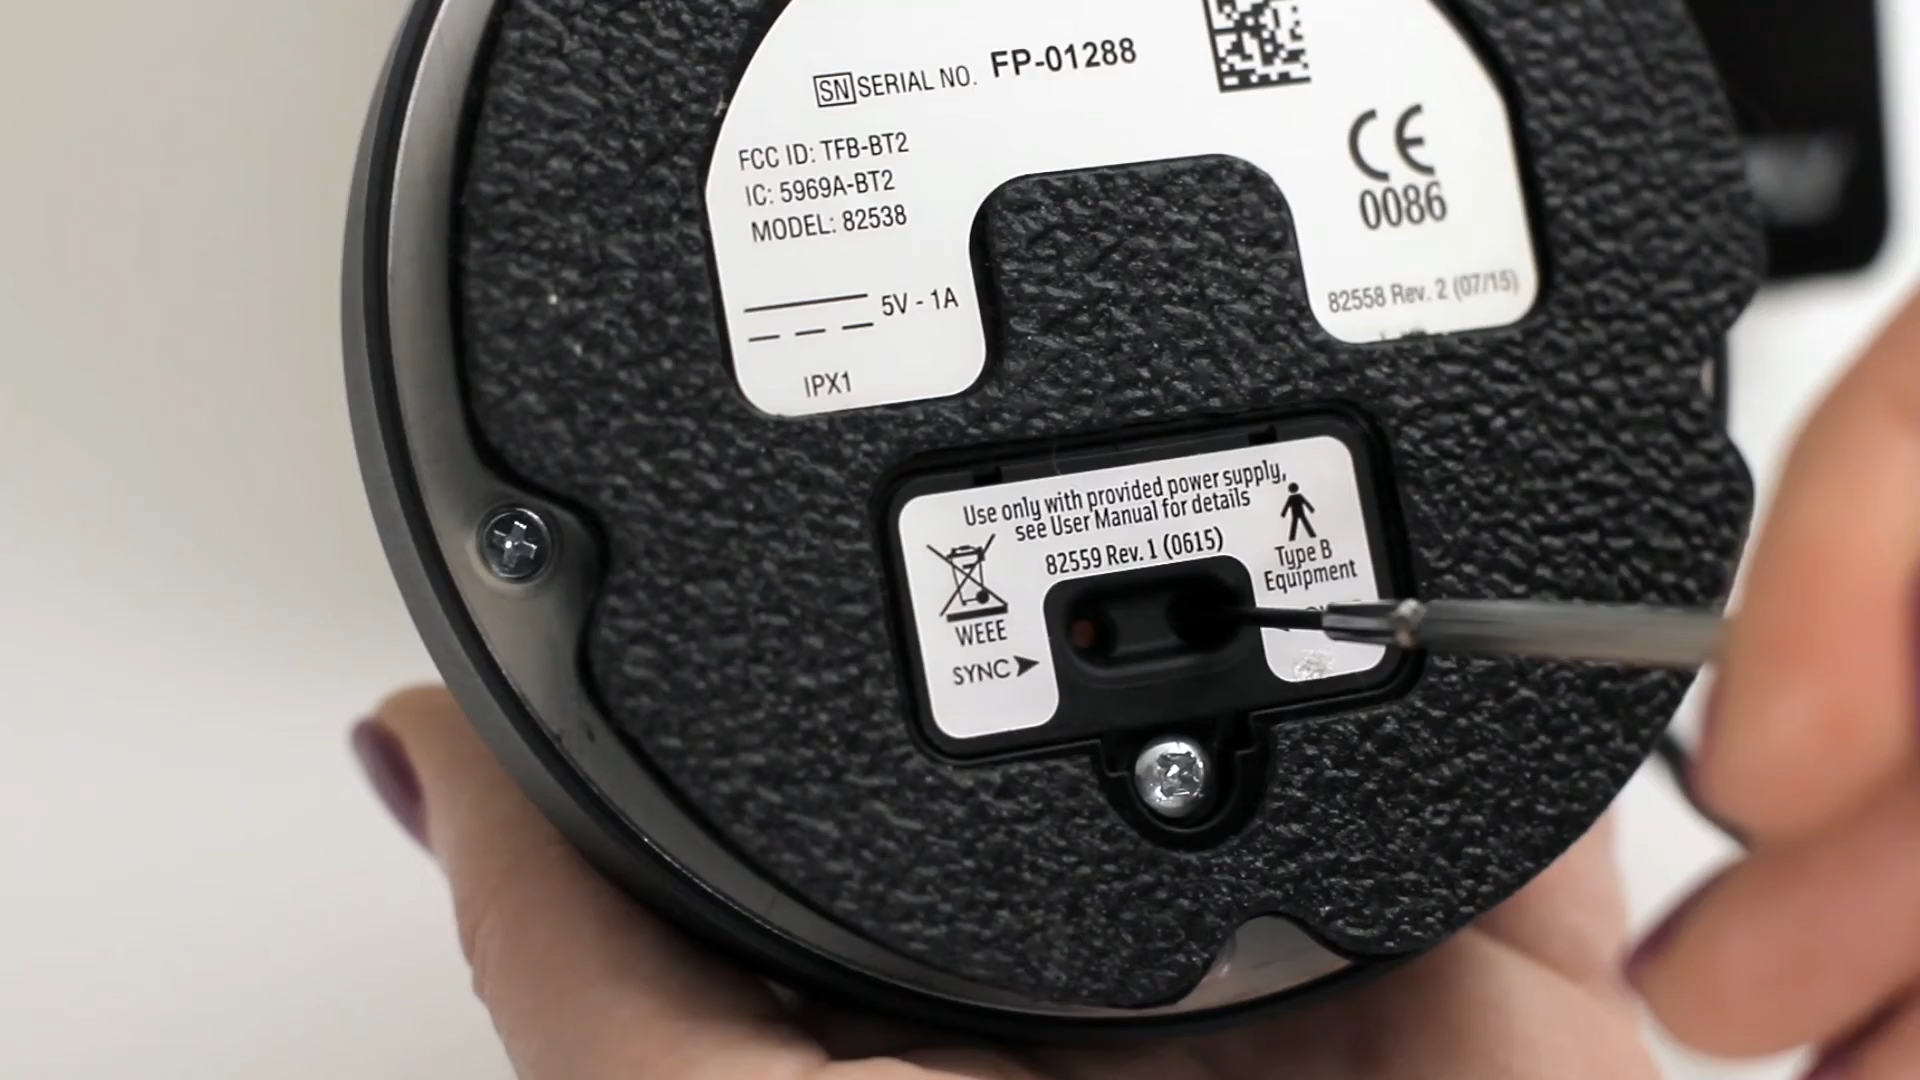 SN SERIAL NO. FP-01288
FCC ID: TFB-BT2
IC: 5969A-BT2
MODEL: 82538
CE
0086
5V - 1A
82558 Rev. 2 (07/15)
IPX1
Use only with provided power supply,
see User Manual for details
82559 Rev. 1 (0615)
Type B
Equipment
WEEE
SYNC